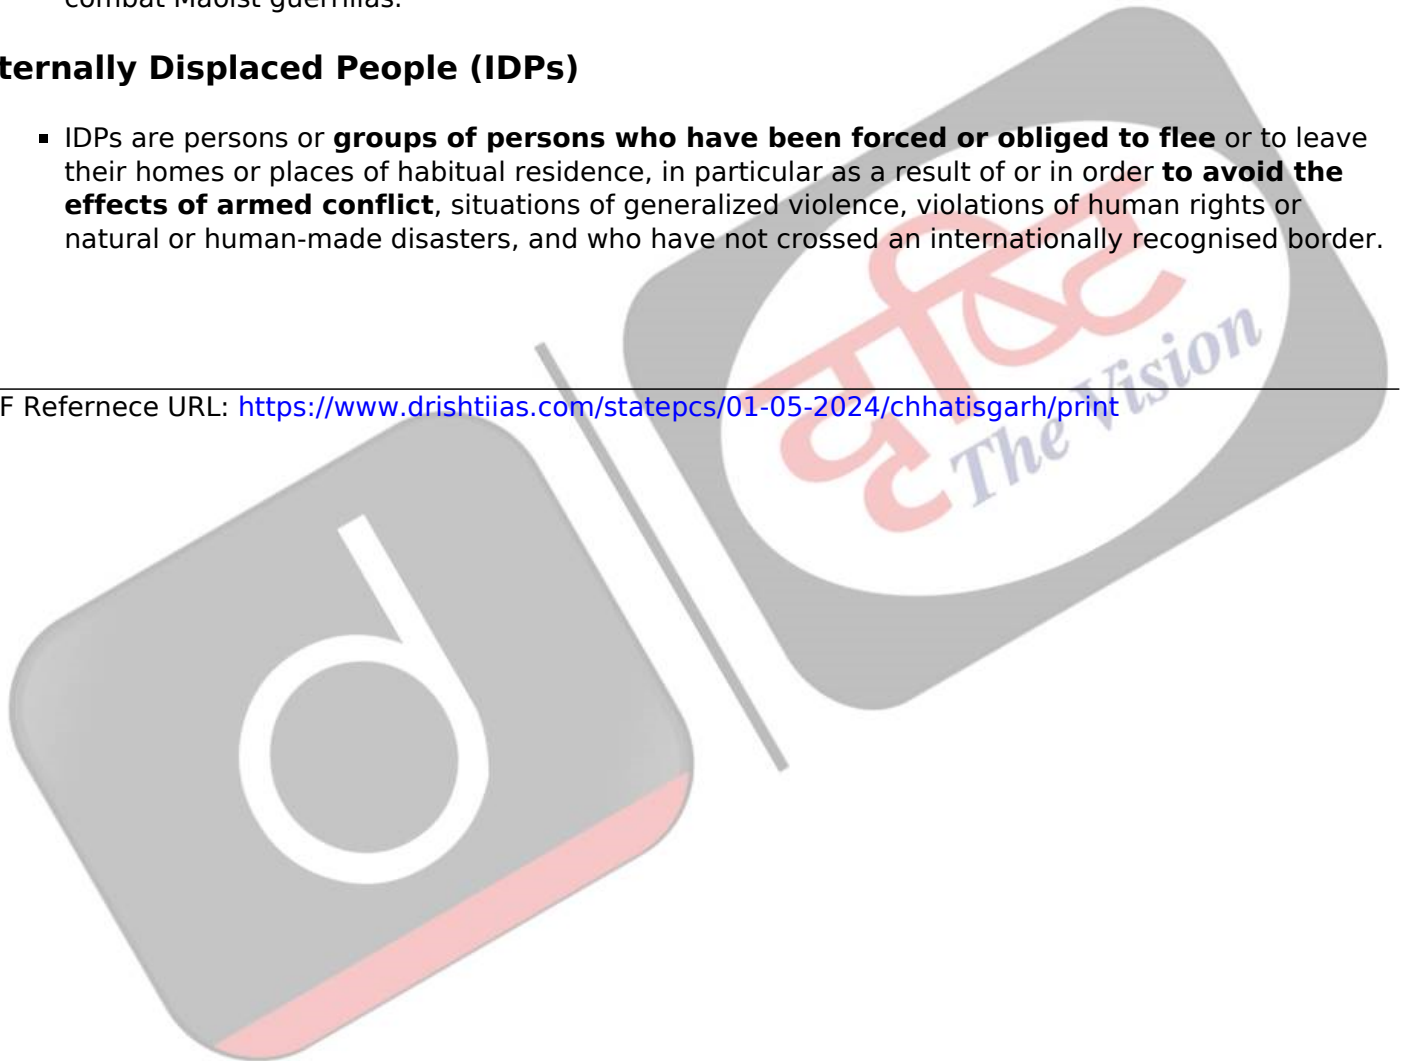 combat Maoist guerrillas.
ternally Displaced People (IDPs)
IDPs are persons or groups of persons who have been forced or obliged to flee or to leave
their homes or places of habitual residence, in particular as a result of or in order to avoid the
effects of armed conflict, situations of generalized violence, violations of human rights or
natural or human-made disasters, and who have not crossed an internationally recognised border.
दृष्टि
The Vision
F Refernece URL: https://www.drishtiias.com/statepcs/01-05-2024/chhatisgarh/print
d